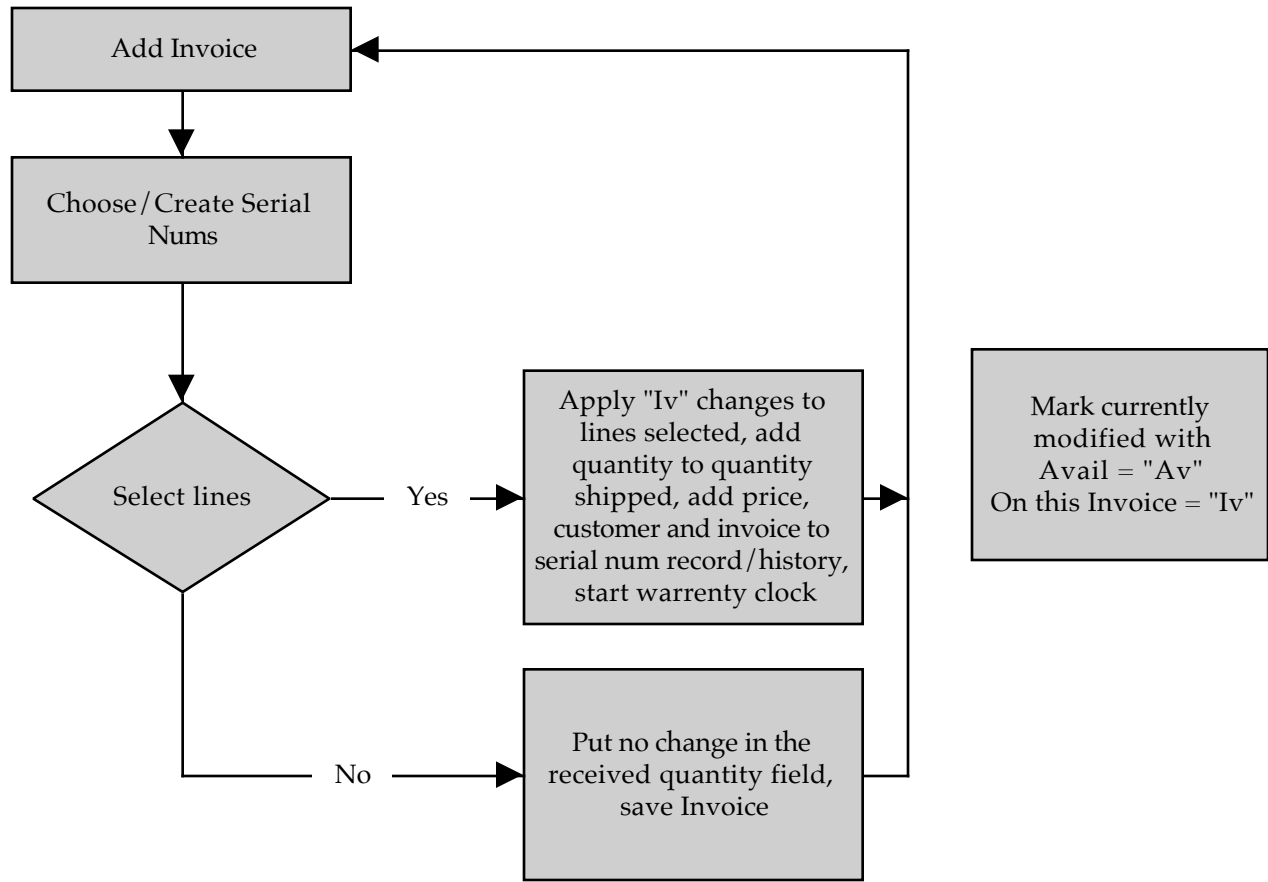 Add Invoice
Choose/Create Serial
Nums
Select lines
Yes
Apply "Iv" changes to
lines selected, add
quantity to quantity
shipped, add price,
customer and invoice to
serial num record/history,
start warrenty clock
Mark currently
modified with
Avail = "Av"
On this Invoice = "Iv"
No
Put no change in the
received quantity field,
save Invoice